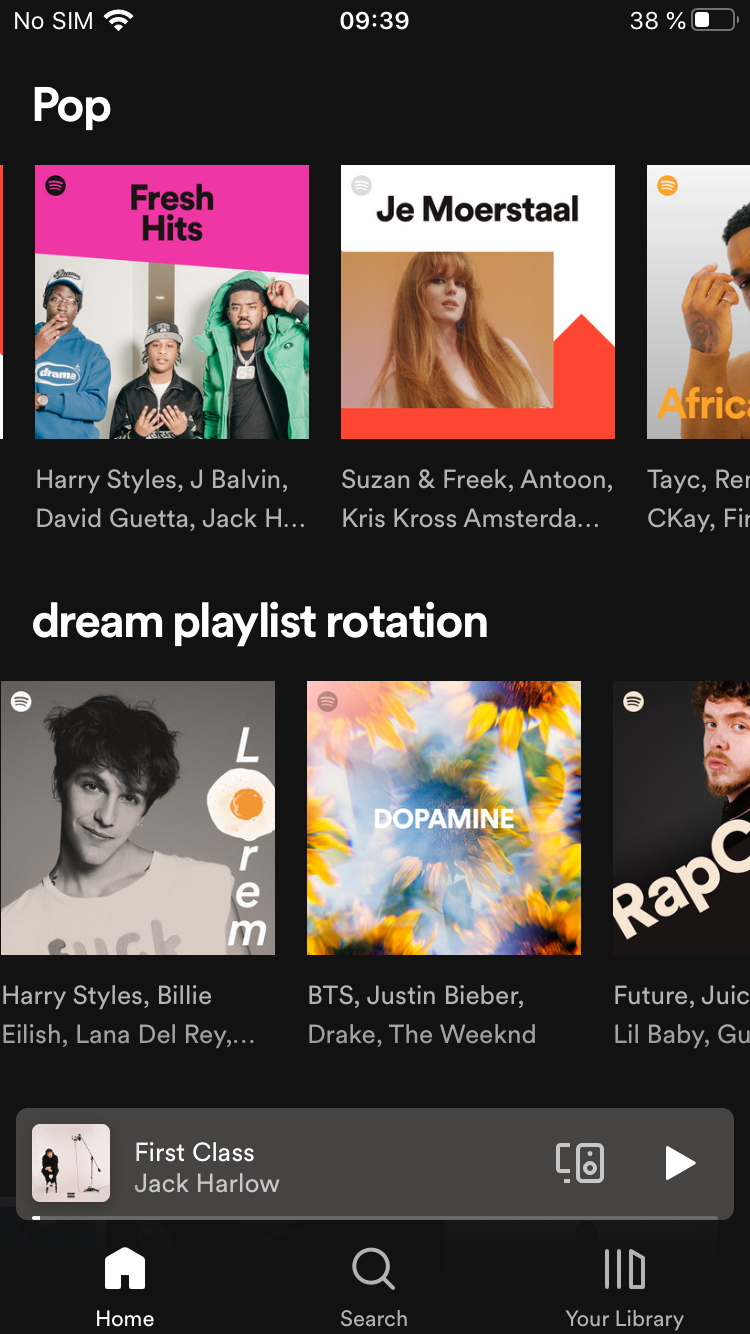 No SIM 09:39 38 %
Pop
Fresh
Hits
drama
Je Moerstaal
Africa
Harry Styles, J Balvin,
David Guetta, Jack H...
Suzan & Freek, Antoon,
Kris Kross Amsterda...
Tayc, Rer
CKay, Fir
dream playlist rotation
Lorem
DOPAMINE
RapC
Harry Styles, Billie
Eilish, Lana Del Rey,...
BTS, Justin Bieber,
Drake, The Weeknd
Future, Juic
Lil Baby, Gu
First Class
Jack Harlow
Home
Search
Your Library